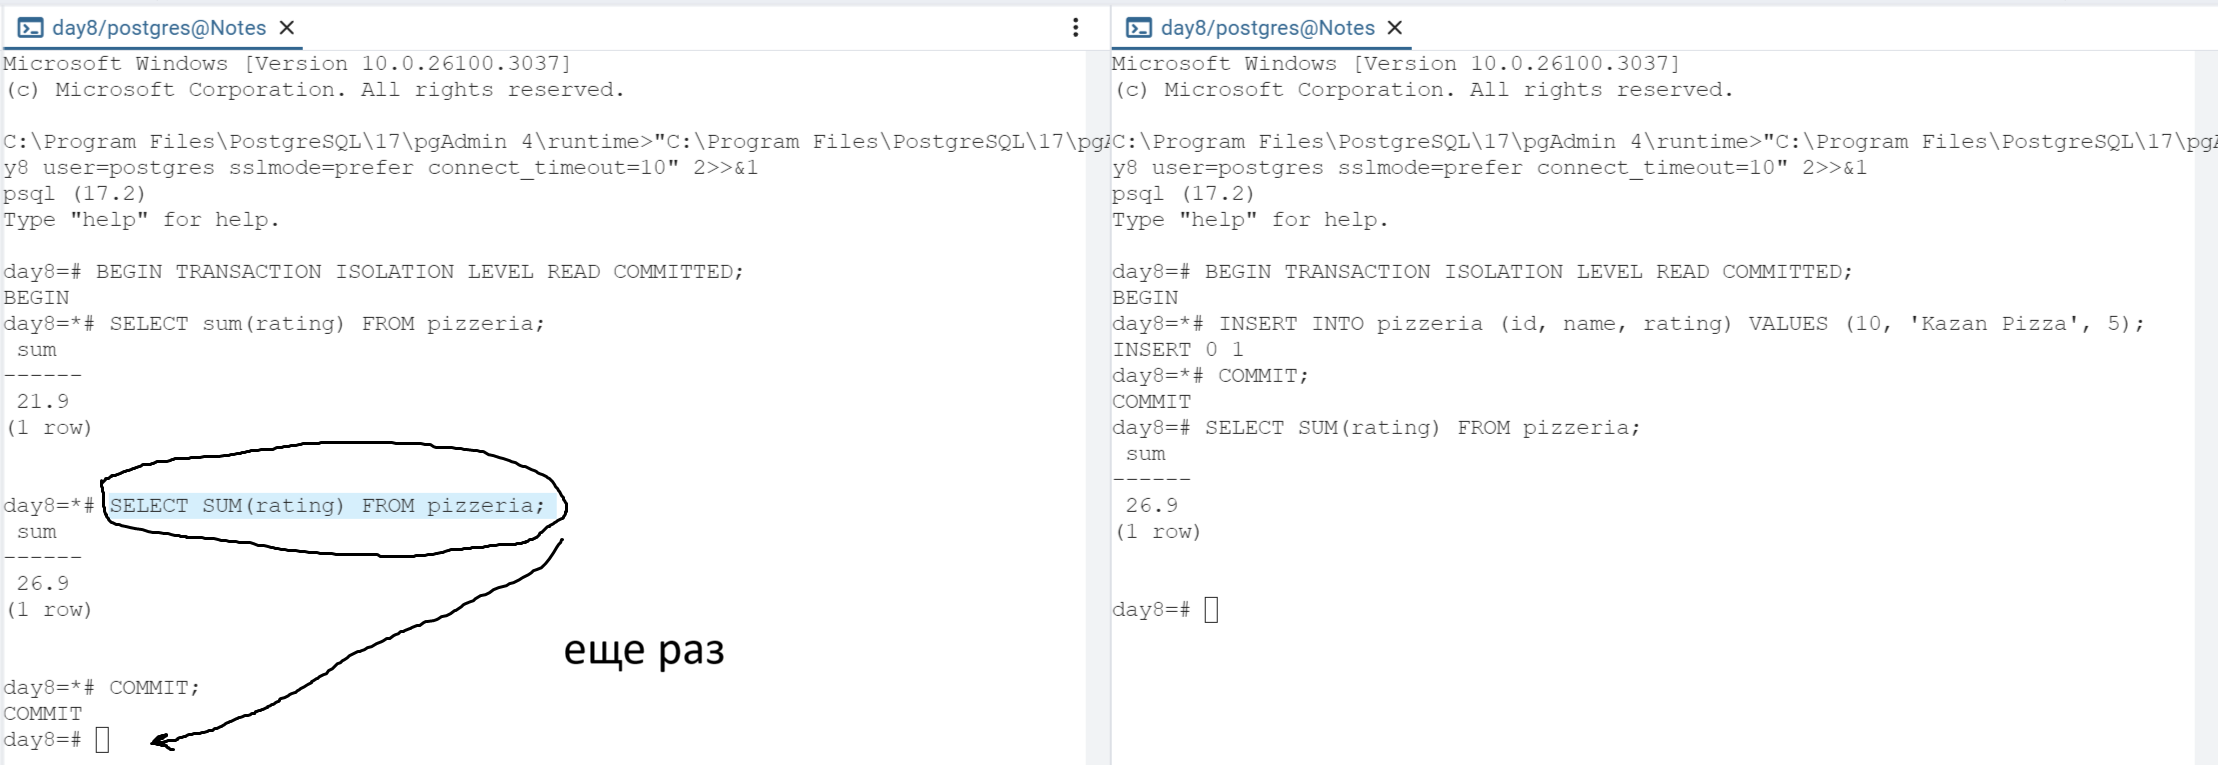 day8/postgres@Notes
Microsoft Windows [Version 10.0.26100.3037]
(c) Microsoft Corporation. All rights reserved.
C:\Program Files\PostgreSQL\17\pgAdmin 4\runtime>"C:\Program Files\PostgreSQL\17\pgA
y8 user=postgres sslmode=prefer connect_timeout=10" 2>>&1
psql (17.2)
Type "help" for help.
day8=# BEGIN TRANSACTION ISOLATION LEVEL READ COMMITTED;
BEGIN
day8=*# SELECT sum(rating) FROM pizzeria;
sum
------
21.9
(1 row)
day8=*# SELECT SUM(rating) FROM pizzeria;
sum
------
26.9
(1 row)
еще раз
day8=*# COMMIT;
COMMIT
day8=#
day8/postgres@Notes
Microsoft Windows [Version 10.0.26100.3037]
(c) Microsoft Corporation. All rights reserved.
C:\Program Files\PostgreSQL\17\pgAdmin 4\runtime>"C:\Program Files\PostgreSQL\17\pgA
y8 user=postgres sslmode=prefer connect_timeout=10" 2>>&1
psql (17.2)
Type "help" for help.
day8=# BEGIN TRANSACTION ISOLATION LEVEL READ COMMITTED;
BEGIN
day8=*# INSERT INTO pizzeria (id, name, rating) VALUES (10, 'Kazan Pizza', 5);
INSERT 0 1
day8=*# COMMIT;
COMMIT
day8=# SELECT SUM(rating) FROM pizzeria;
sum
------
26.9
(1 row)
day8=#